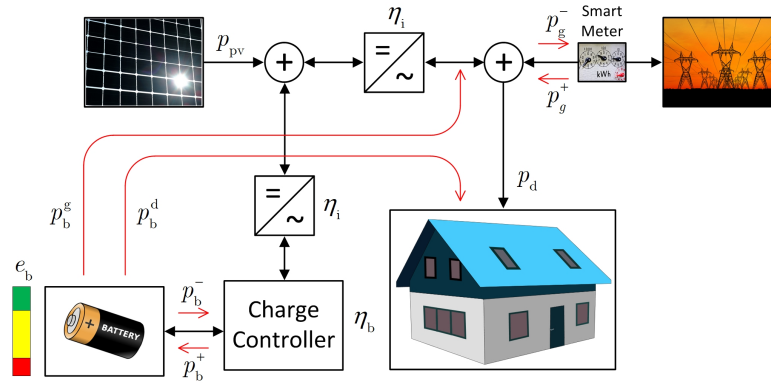 p_pv
η_i
=
~
p_g^-
Smart
Meter
kWh
p_g^+
p_d
=
~
η_i
p_b^g
p_b^d
e_b
BATTERY
+
p_b^-
p_b^+
Charge
Controller
η_b